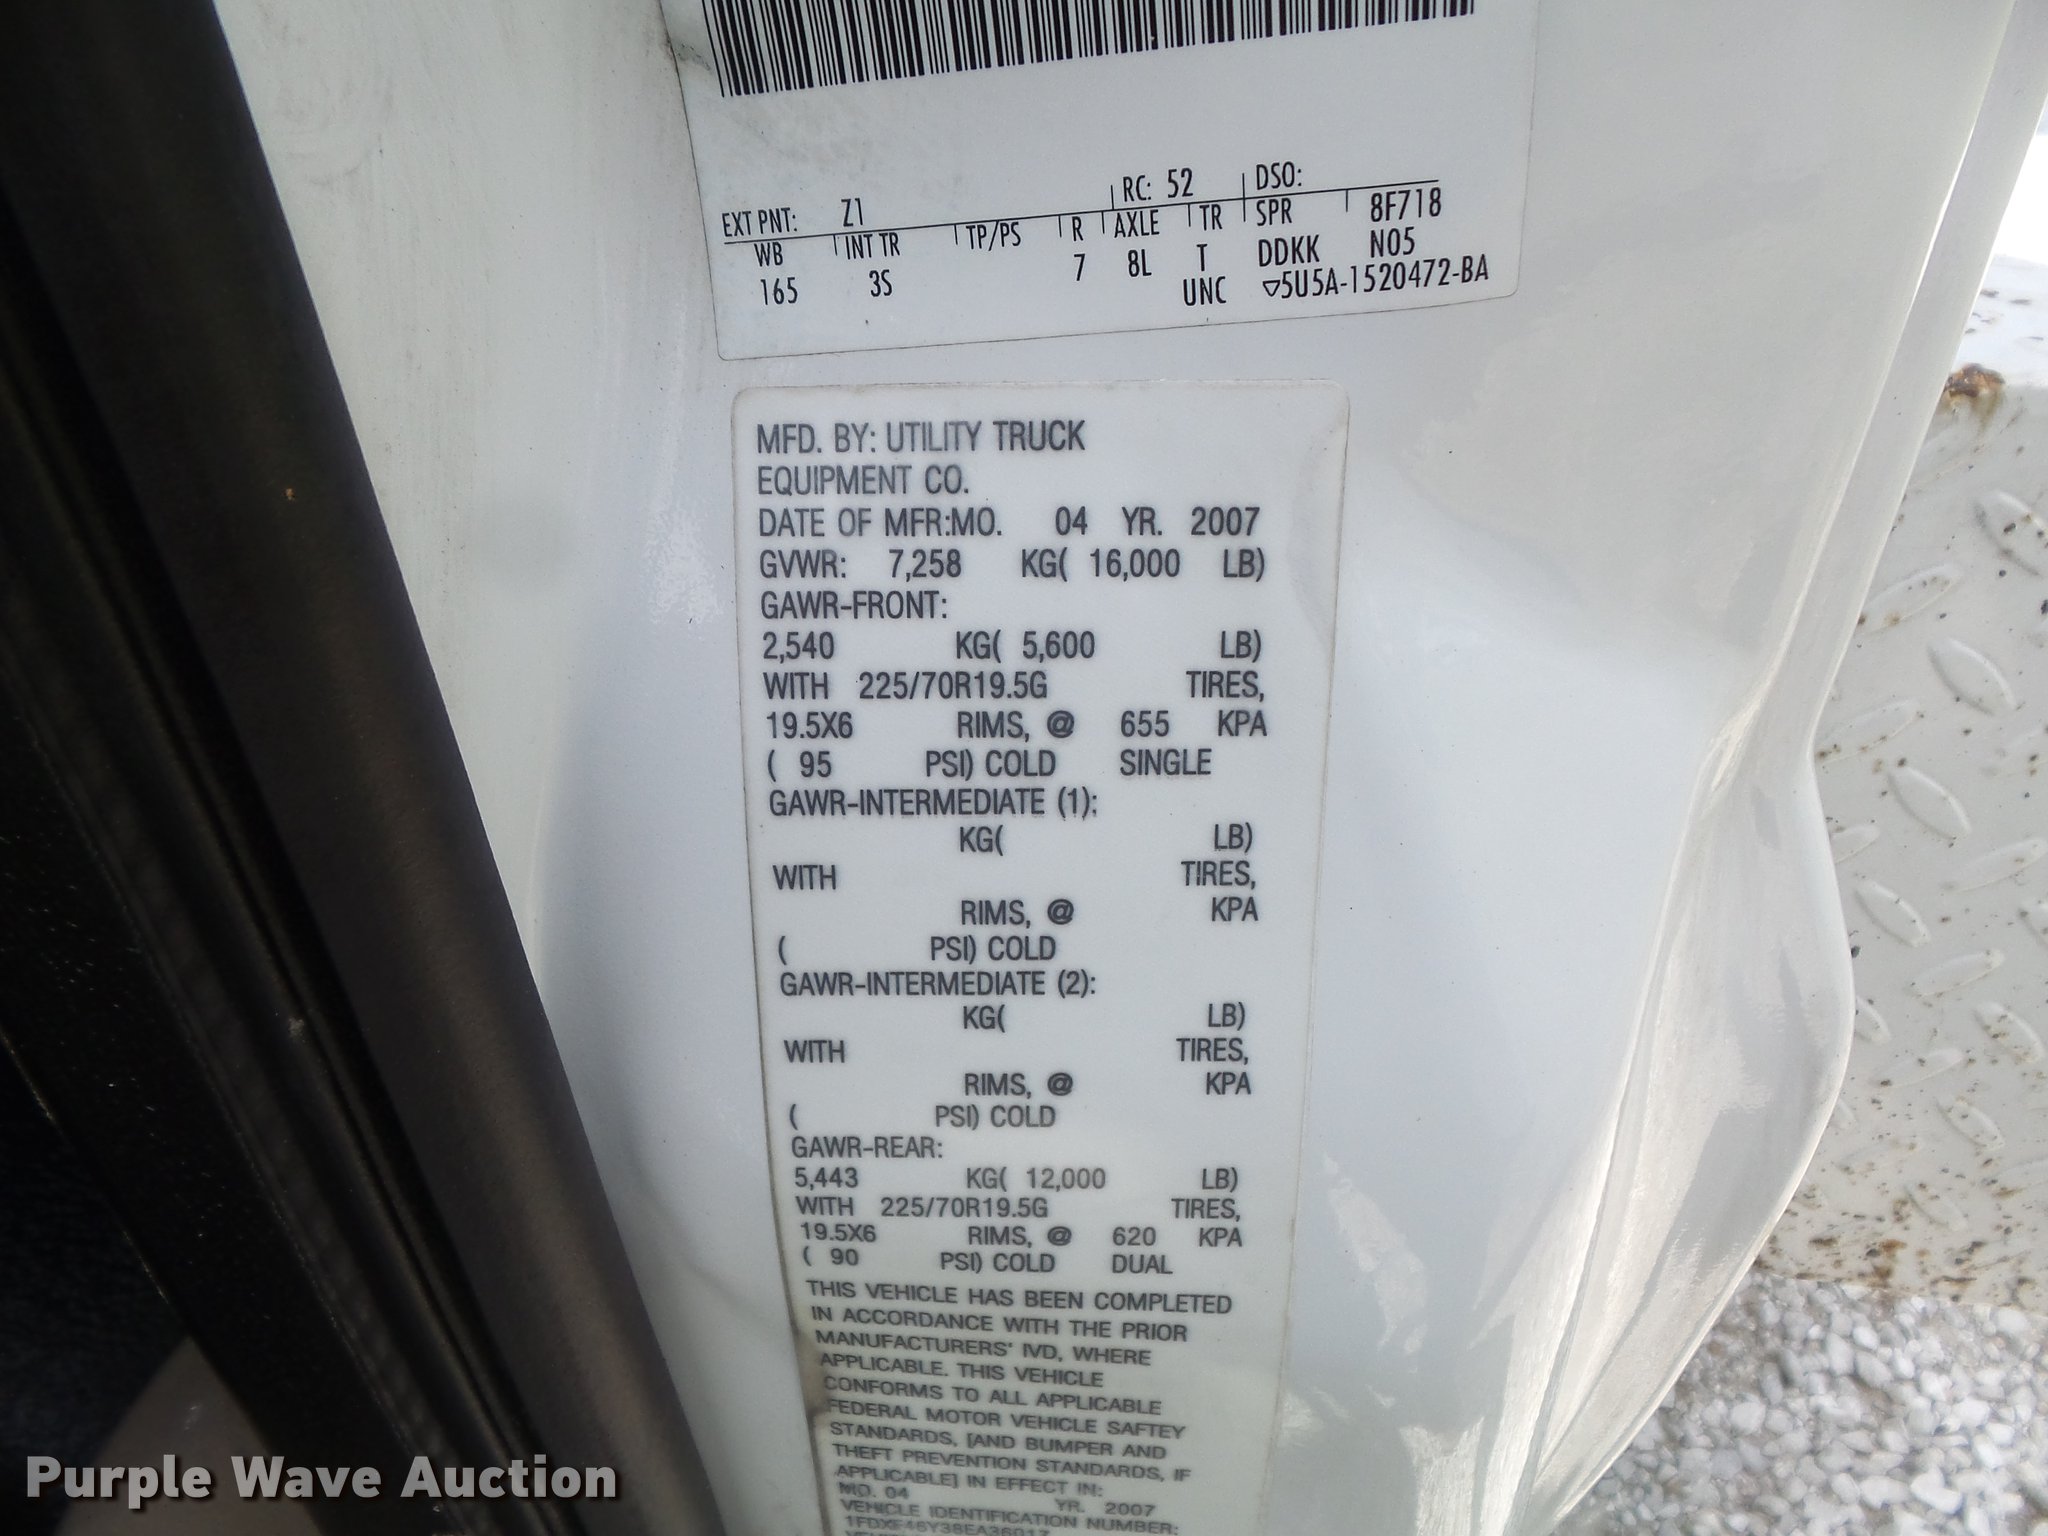 EXT PNT: Z1 RC: 52 DSO:
WB INT TR TP/PS R AXLE TR SPR 8F718
165 3S 7 8L T DDKK N05
UNC ▽5U5A-1520472-BA
MFD. BY: UTILITY TRUCK
EQUIPMENT CO.
DATE OF MFR:MO. 04 YR. 2007
GVWR: 7,258 KG( 16,000 LB)
GAWR-FRONT:
2,540 KG( 5,600 LB)
WITH 225/70R19.5G TIRES,
19.5X6 RIMS, @ 655 KPA
( 95 PSI) COLD SINGLE
GAWR-INTERMEDIATE (1):
KG( LB)
WITH TIRES,
RIMS, @ KPA
( PSI) COLD
GAWR-INTERMEDIATE (2):
KG( LB)
WITH TIRES,
RIMS, @ KPA
( PSI) COLD
GAWR-REAR:
5,443 KG( 12,000 LB)
WITH 225/70R19.5G TIRES,
19.5X6 RIMS, @ 620 KPA
( 90 PSI) COLD DUAL
THIS VEHICLE HAS BEEN COMPLETED
IN ACCORDANCE WITH THE PRIOR
MANUFACTURERS' IVD, WHERE
APPLICABLE. THIS VEHICLE
CONFORMS TO ALL APPLICABLE
FEDERAL MOTOR VEHICLE SAFTEY
STANDARDS, [AND BUMPER AND
THEFT PREVENTION STANDARDS, IF
APPLICABLE] IN EFFECT IN:
MO. 04 YR. 2007
VEHICLE IDENTIFICATION NUMBER:
Purple Wave Auction